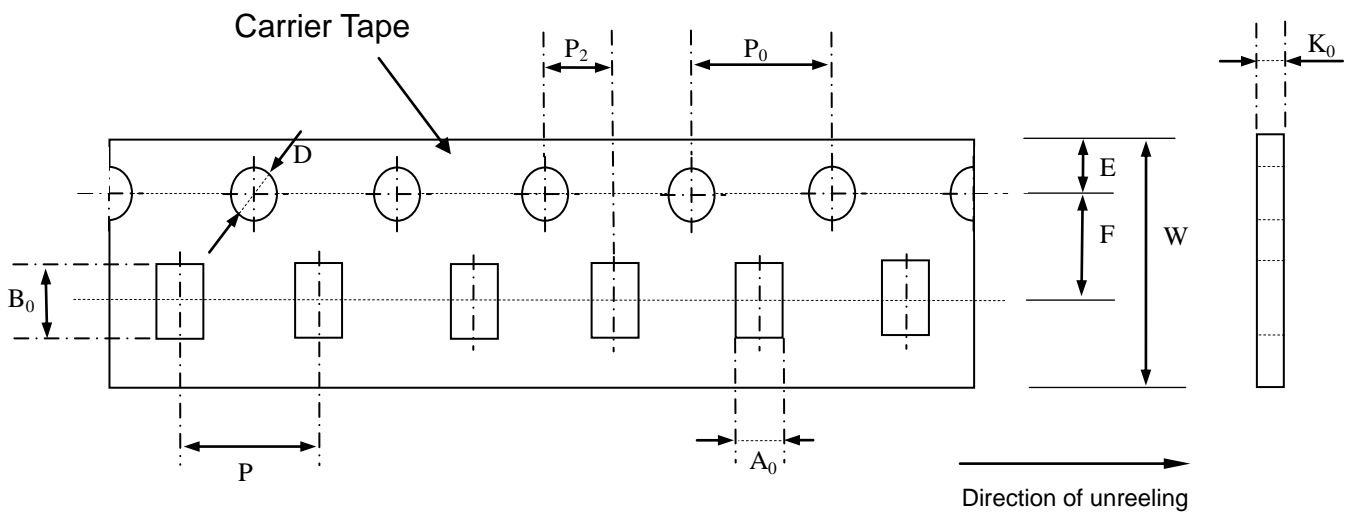 Carrier Tape
P₂
P₀
K₀
D
E
F
W
B₀
P
A₀
Direction of unreeling